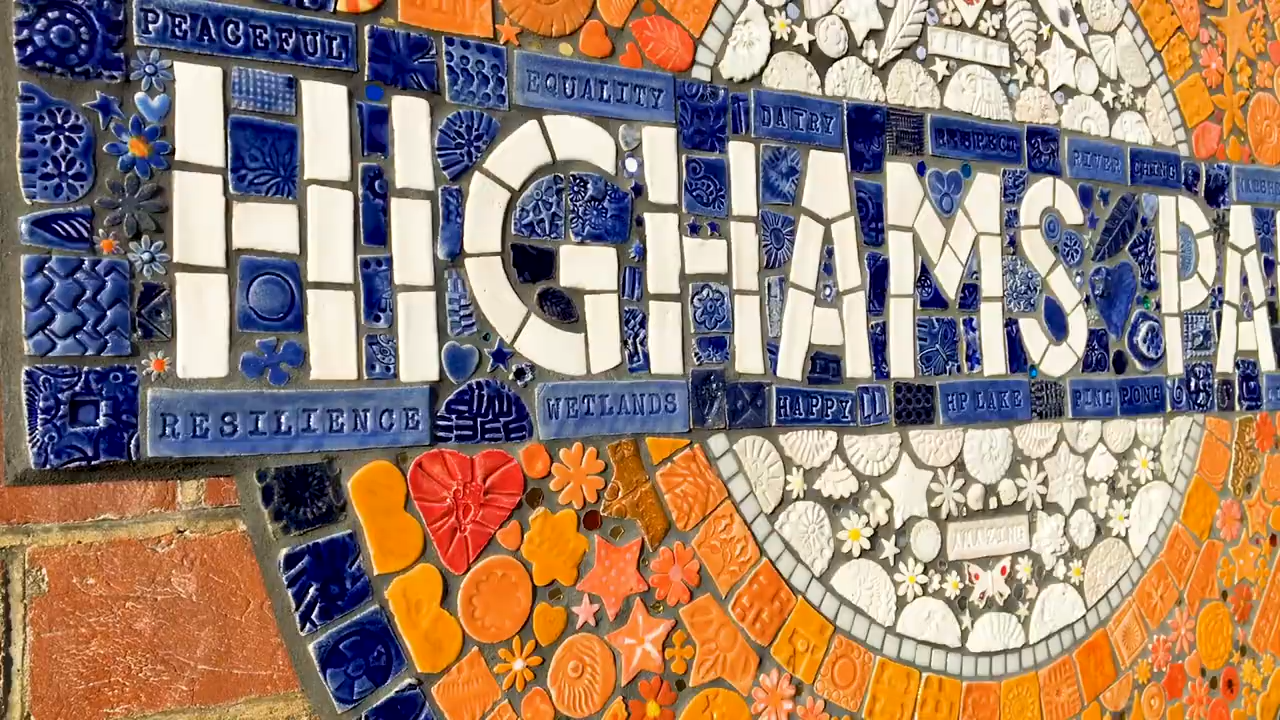 PEACEFUL
EQUALITY
DAIRY
RESPECT
RIVER CHING
HIGHAMS PA
RESILIENCE
WETLANDS
HAPPY
HP LAKE
PING PONG
AMAZING